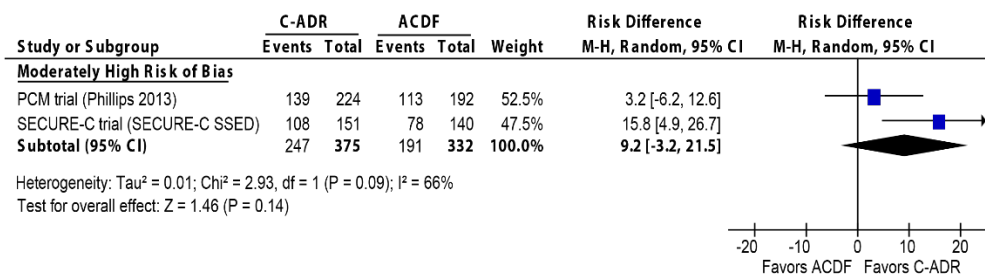 C-ADR ACDF Risk Difference Risk Difference
Study or Subgroup Events Total Events Total Weight M-H, Random, 95% CI M-H, Random, 95% CI
Moderately High Risk of Bias
PCM trial (Phillips 2013) 139 224 113 192 52.5% 3.2 [-6.2, 12.6]
SECURE-C trial (SECURE-C SSED) 108 151 78 140 47.5% 15.8 [4.9, 26.7]
Subtotal (95% CI) 247 375 191 332 100.0% 9.2 [-3.2, 21.5]
Heterogeneity: Tau² = 0.01; Chi² = 2.93, df = 1 (P = 0.09); I² = 66%
Test for overall effect: Z = 1.46 (P = 0.14)
-20 -10 0 10 20
Favors ACDF Favors C-ADR